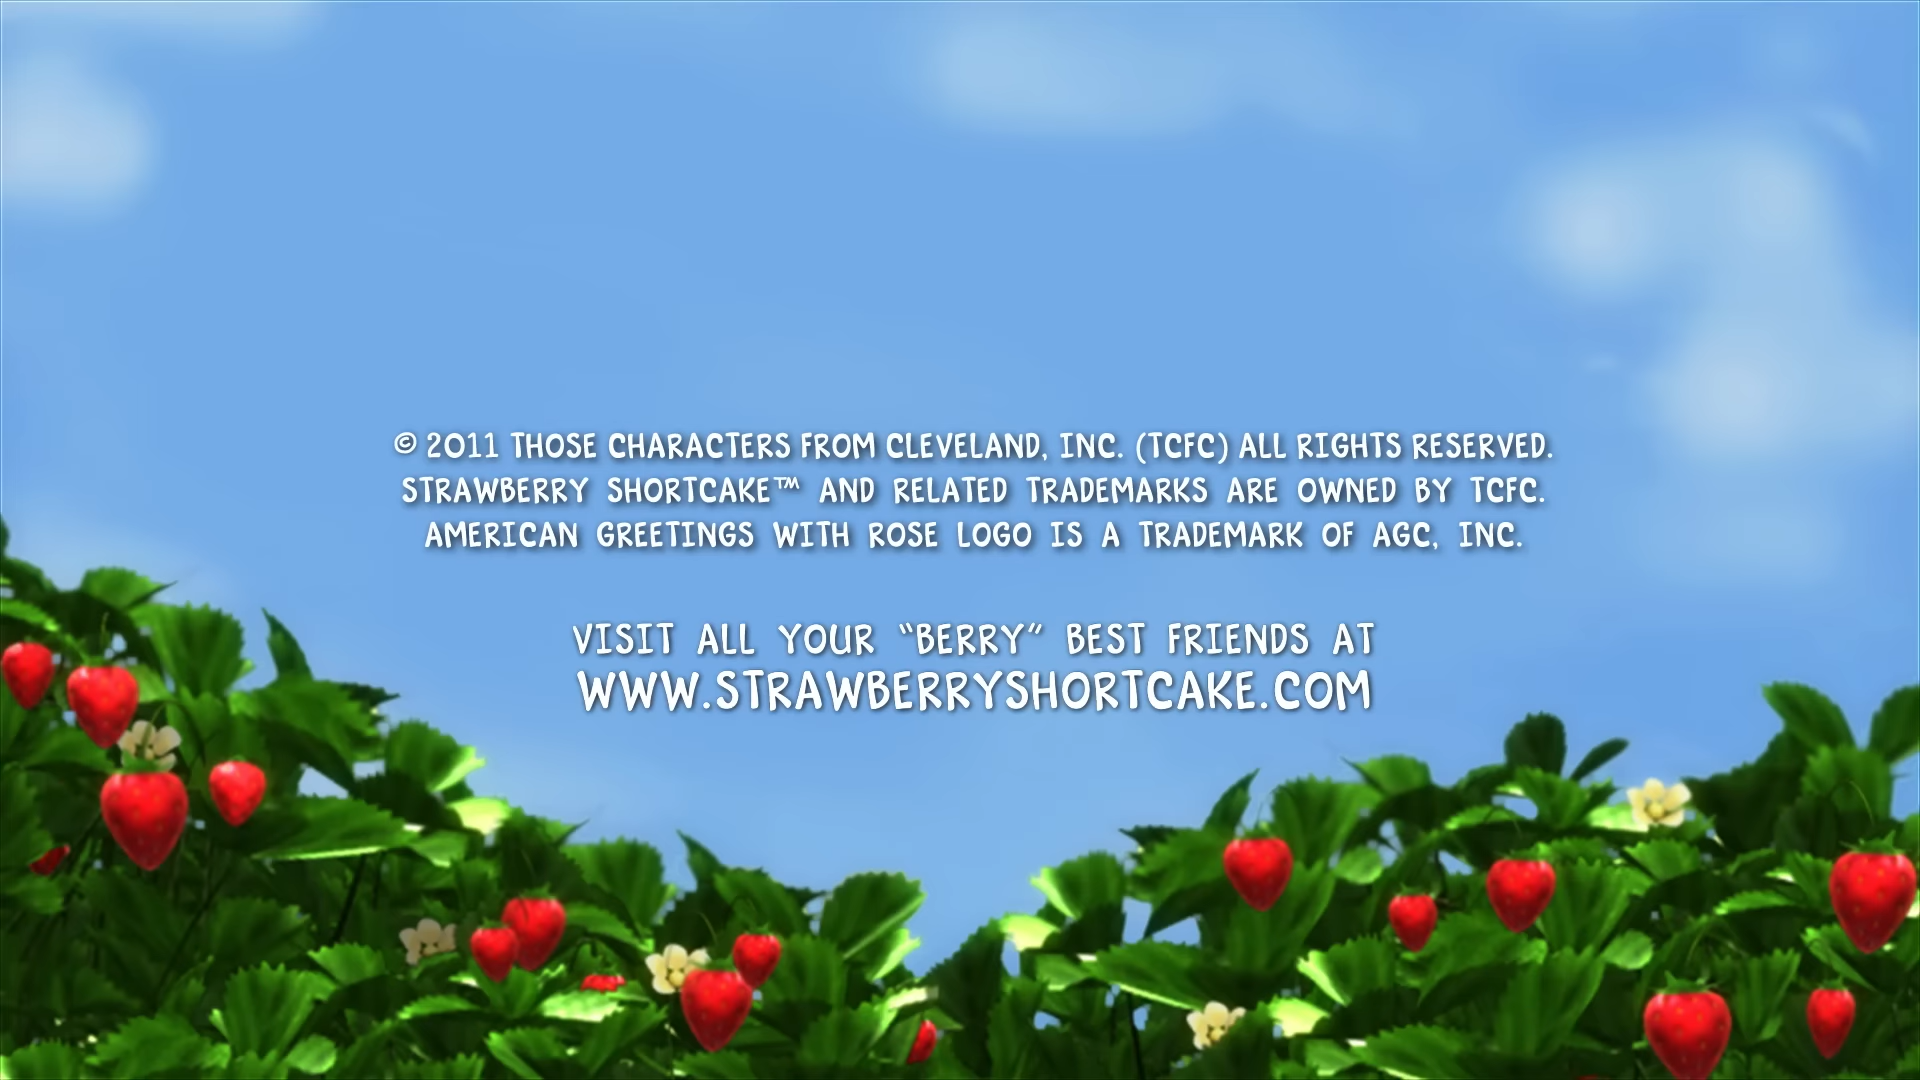 © 2011 THOSE CHARACTERS FROM CLEVELAND, INC. (TCFC) ALL RIGHTS RESERVED.
STRAWBERRY SHORTCAKE™ AND RELATED TRADEMARKS ARE OWNED BY TCFC.
AMERICAN GREETINGS WITH ROSE LOGO IS A TRADEMARK OF AGC, INC.
VISIT ALL YOUR “BERRY” BEST FRIENDS AT
WWW.STRAWBERRYSHORTCAKE.COM